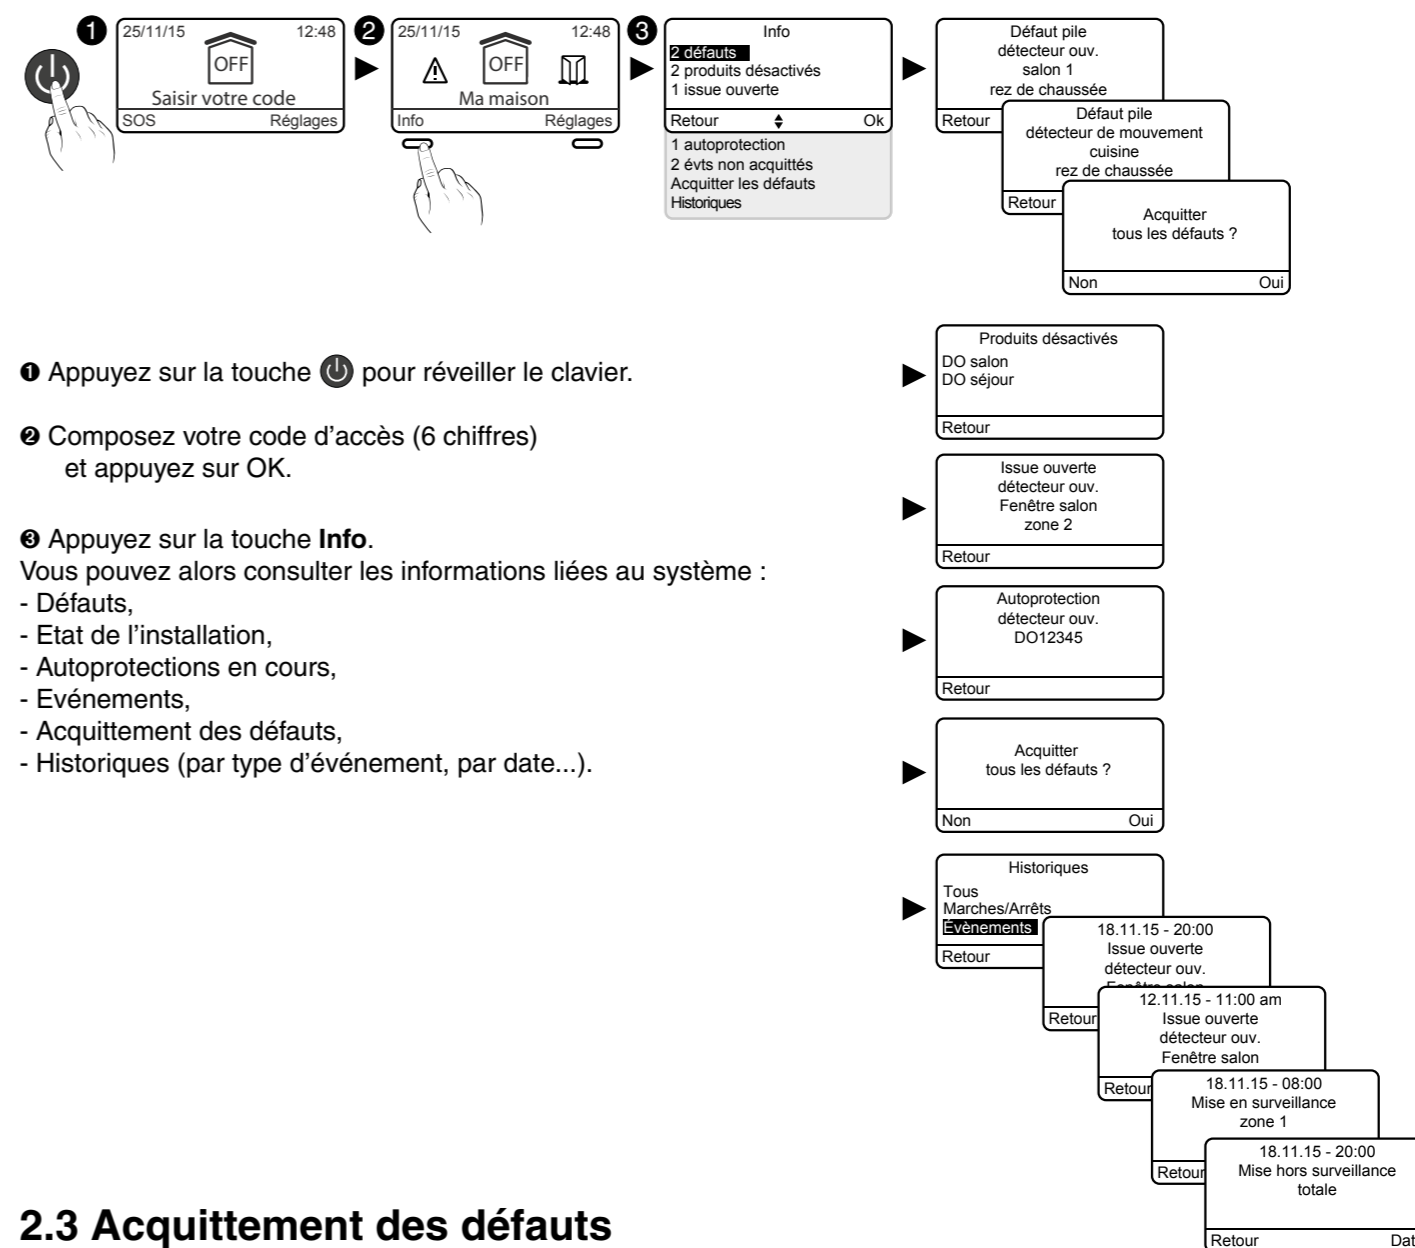 ❶
25/11/15 12:48
OFF
Saisir votre code
SOS Réglages
❷
25/11/15 12:48
OFF
Ma maison
Info Réglages
❸
Info
2 défauts
2 produits désactivés
1 issue ouverte
Retour Ok
1 autoprotection
2 évts non acquittés
Acquitter les défauts
Historiques
Défaut pile
détecteur ouv.
salon 1
rez de chaussée
Retour
Défaut pile
détecteur de mouvement
cuisine
rez de chaussée
Retour
Acquitter
tous les défauts ?
Non Oui
❶ Appuyez sur la touche pour réveiller le clavier.
❷ Composez votre code d’accès (6 chiffres)
et appuyez sur OK.
❸ Appuyez sur la touche Info.
Vous pouvez alors consulter les informations liées au système :
- Défauts,
- Etat de l’installation,
- Autoprotections en cours,
- Evénements,
- Acquittement des défauts,
- Historiques (par type d’événement, par date...).
Produits désactivés
DO salon
DO séjour
Retour
Issue ouverte
détecteur ouv.
Fenêtre salon
zone 2
Retour
Autoprotection
détecteur ouv.
DO12345
Retour
Acquitter
tous les défauts ?
Non Oui
Historiques
Tous
Marches/Arrêts
Évènements
Retour
18.11.15 - 20:00
Issue ouverte
détecteur ouv.
Fenêtre salon
Retour
12.11.15 - 11:00 am
Issue ouverte
détecteur ouv.
Fenêtre salon
Retour
18.11.15 - 08:00
Mise en surveillance
zone 1
Retour
18.11.15 - 20:00
Mise hors surveillance
totale
Retour Dat
2.3 Acquittement des défauts